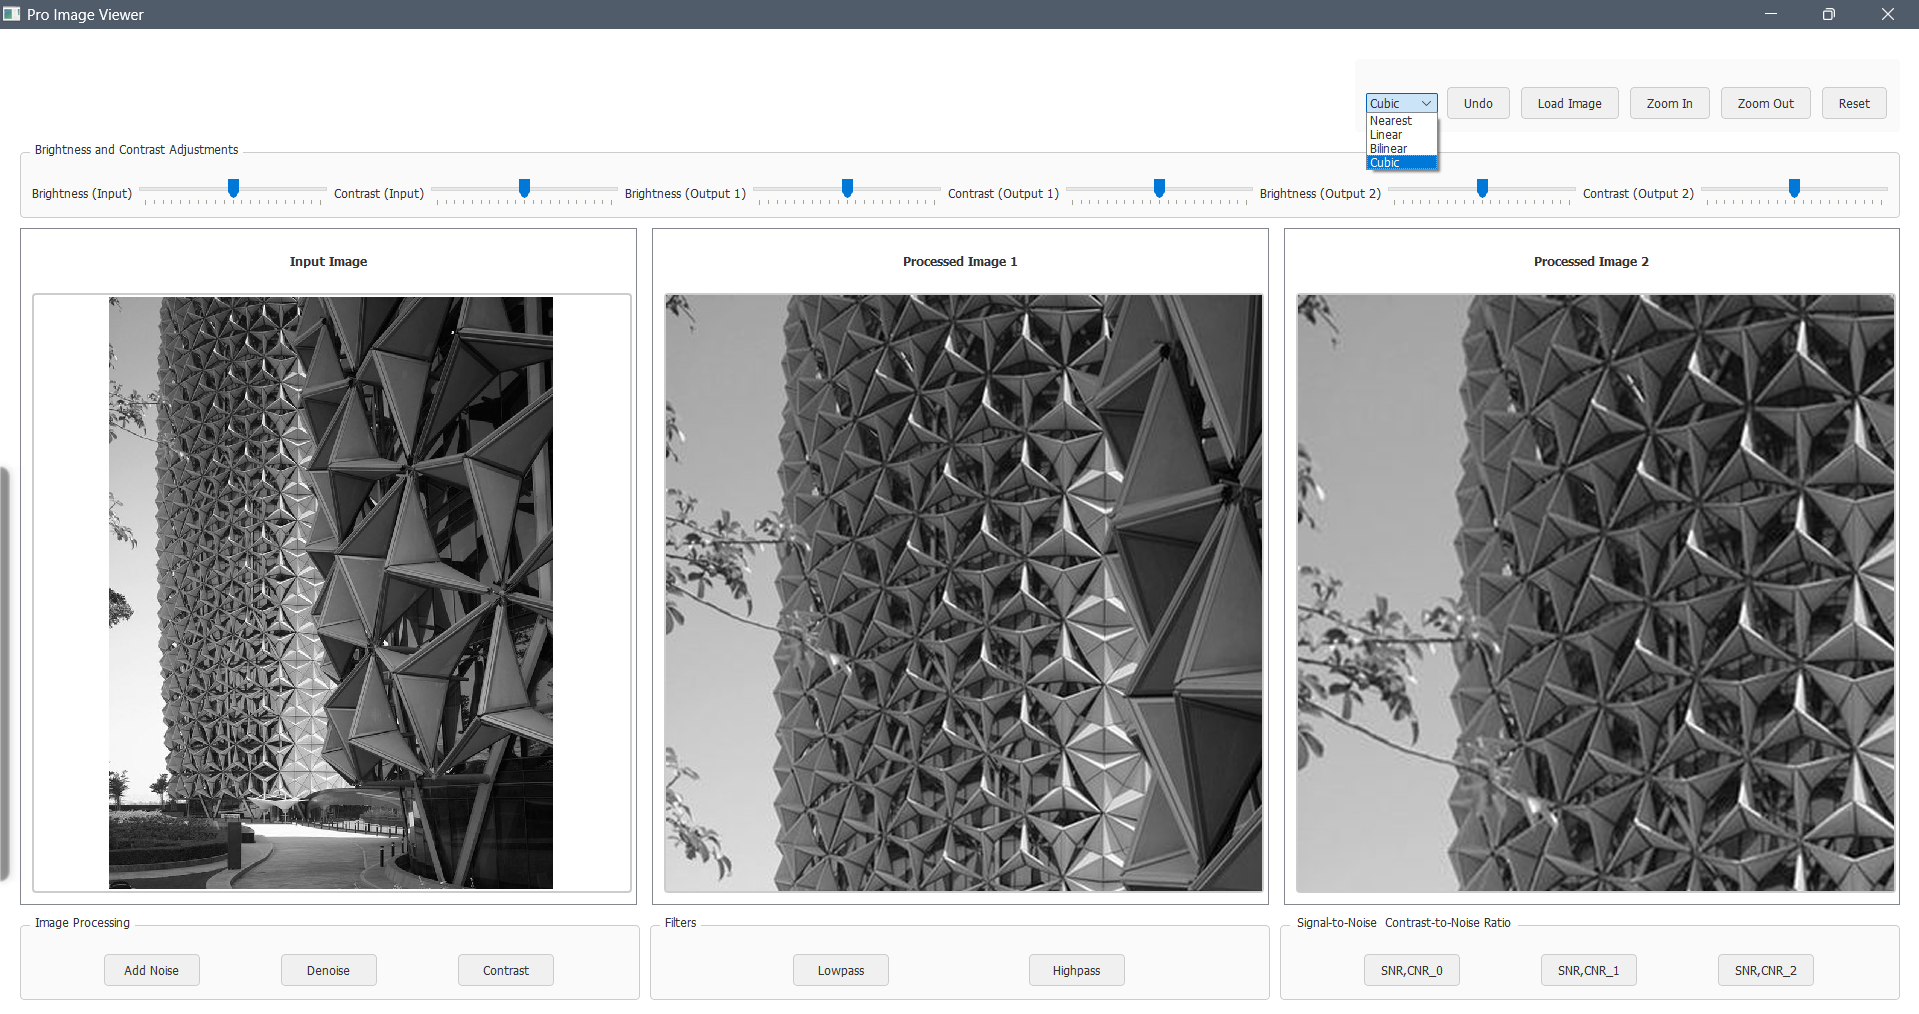 Pro Image Viewer
Cubic Undo Load Image Zoom In Zoom Out Reset
Nearest
Linear
Bilinear
Cubic
Brightness and Contrast Adjustments
Brightness (Input) Contrast (Input) Brightness (Output 1) Contrast (Output 1) Brightness (Output 2) Contrast (Output 2)
Input Image Processed Image 1 Processed Image 2
Image Processing Filters Signal-to-Noise Contrast-to-Noise Ratio
Add Noise Denoise Contrast Lowpass Highpass SNR,CNR_0 SNR,CNR_1 SNR,CNR_2